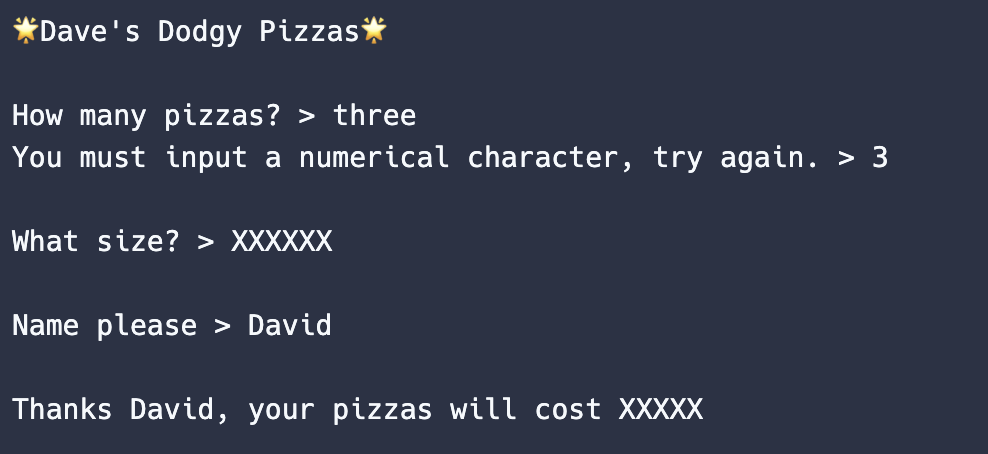 🌟Dave's Dodgy Pizzas🌟
How many pizzas? > three
You must input a numerical character, try again. > 3
What size? > XXXXXX
Name please > David
Thanks David, your pizzas will cost XXXXX